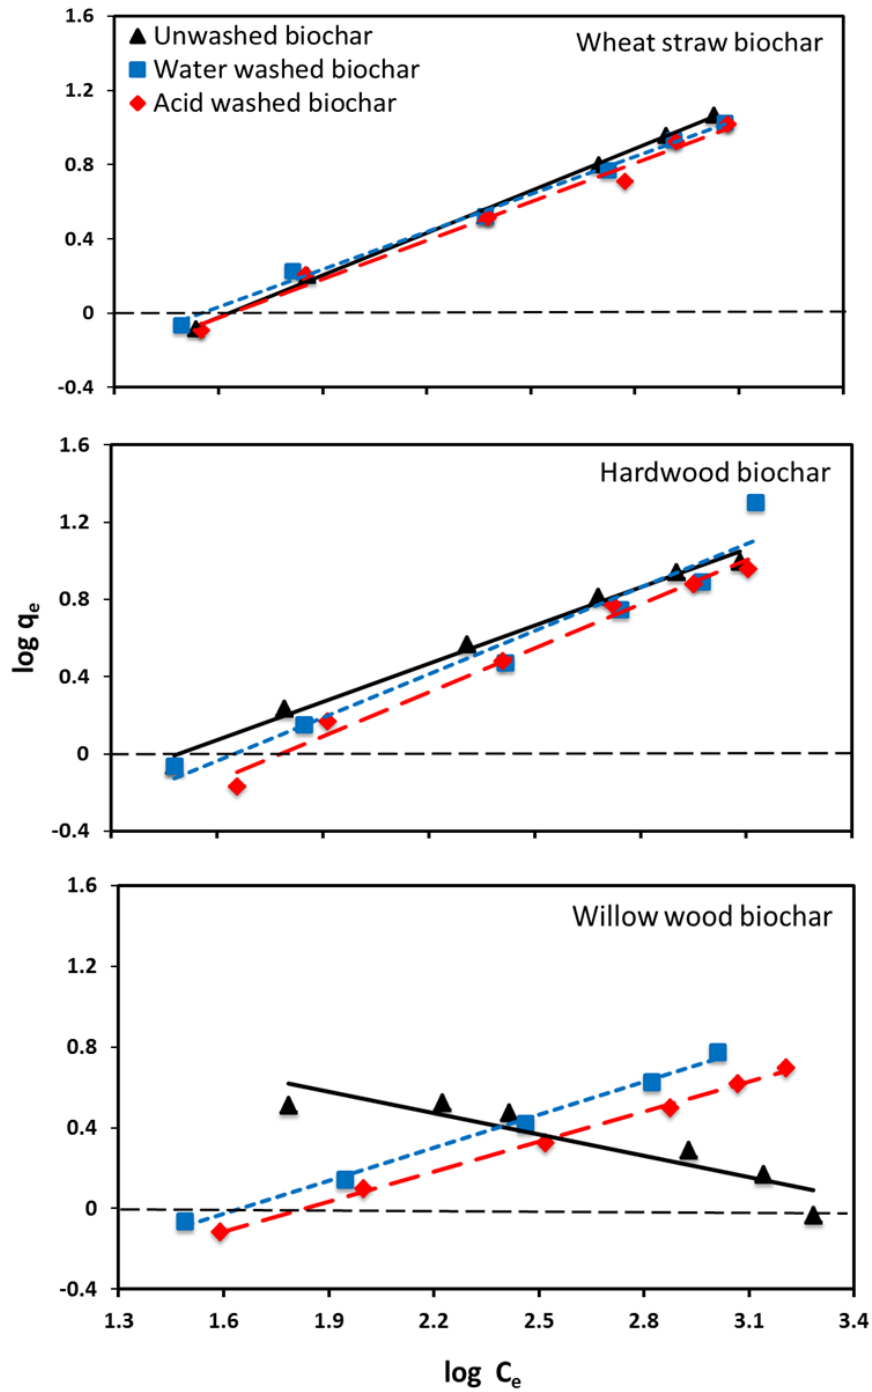 1.6
Unwashed biochar
Wheat straw biochar
Water washed biochar
1.2
Acid washed biochar
0.8
0.4
0
-0.4
1.6
Hardwood biochar
1.2
0.8
log qe
0.4
0
-0.4
1.6
Willow wood biochar
1.2
0.8
0.4
0
-0.4
1.3 1.6 1.9 2.2 2.5 2.8 3.1 3.4
log Ce